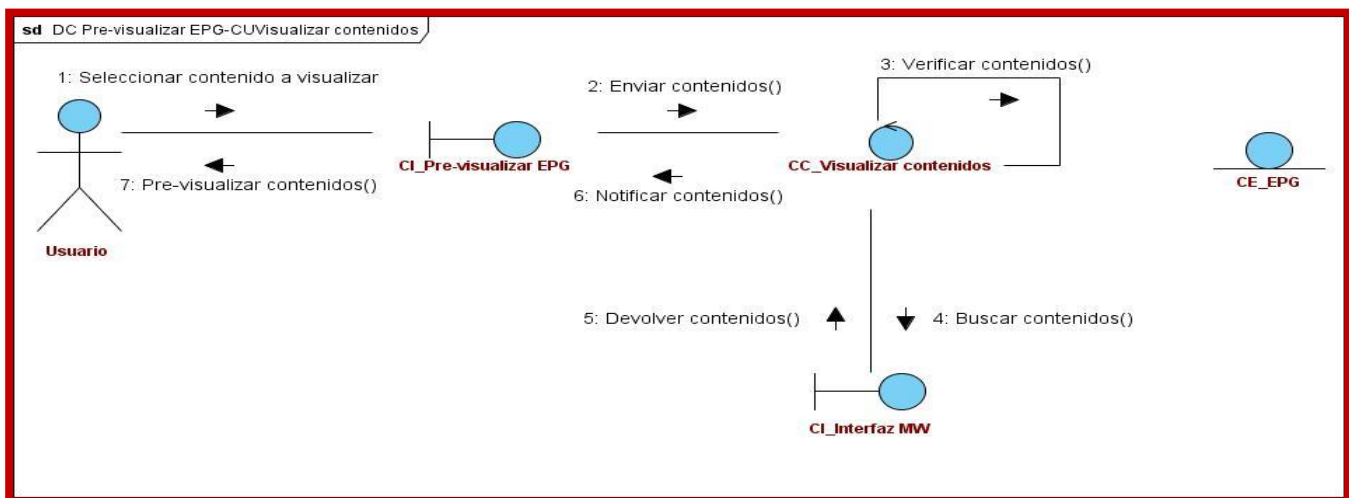 sd DC Pre-visualizar EPG-CUVisualizar contenidos
1: Seleccionar contenido a visualizar
2: Enviar contenidos()
3: Verificar contenidos()
CI_Pre-visualizar EPG
CC_Visualizar contenidos
CE_EPG
7: Pre-visualizar contenidos()
6: Notificar contenidos()
Usuario
5: Devolver contenidos()
4: Buscar contenidos()
CI_Interfaz MW